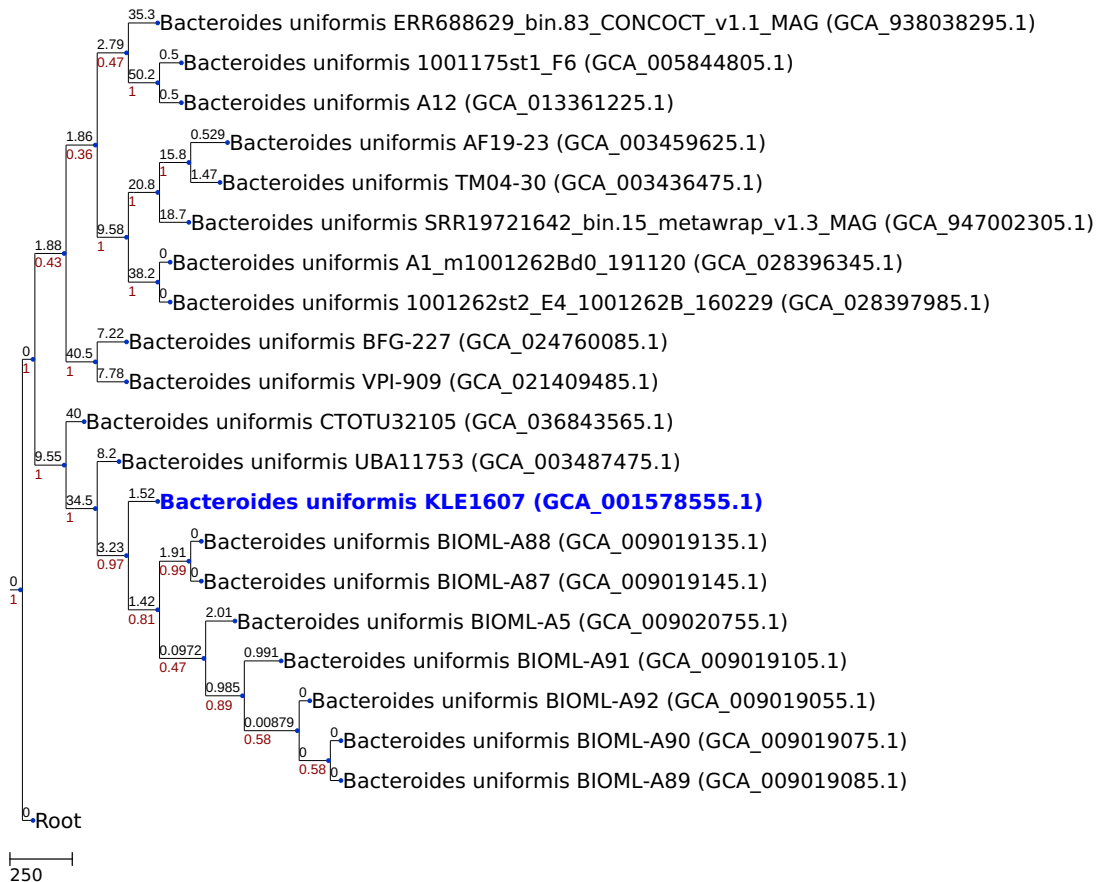 35.3 Bacteroides uniformis ERR688629_bin.83_CONCOCT_v1.1_MAG (GCA_938038295.1)
2.79
0.47
0.5 Bacteroides uniformis 1001175st1_F6 (GCA_005844805.1)
50.2
1
0.5 Bacteroides uniformis A12 (GCA_013361225.1)
1.86
0.36
0.529 Bacteroides uniformis AF19-23 (GCA_003459625.1)
15.8
1
1.47 Bacteroides uniformis TM04-30 (GCA_003436475.1)
20.8
1
18.7 Bacteroides uniformis SRR19721642_bin.15_metawrap_v1.3_MAG (GCA_947002305.1)
9.58
1
1.88
0.43
0 Bacteroides uniformis A1_m1001262Bd0_191120 (GCA_028396345.1)
38.2
1
0 Bacteroides uniformis 1001262st2_E4_1001262B_160229 (GCA_028397985.1)
7.22 Bacteroides uniformis BFG-227 (GCA_024760085.1)
0
1
40.5
1
7.78 Bacteroides uniformis VPI-909 (GCA_021409485.1)
40 Bacteroides uniformis CTOTU32105 (GCA_036843565.1)
9.55
1
8.2 Bacteroides uniformis UBA11753 (GCA_003487475.1)
34.5
1
1.52 Bacteroides uniformis KLE1607 (GCA_001578555.1)
3.23
0.97
0 Bacteroides uniformis BIOML-A88 (GCA_009019135.1)
1.91
0.99
0 Bacteroides uniformis BIOML-A87 (GCA_009019145.1)
0
1
1.42
0.81
2.01 Bacteroides uniformis BIOML-A5 (GCA_009020755.1)
0.0972
0.47
0.991 Bacteroides uniformis BIOML-A91 (GCA_009019105.1)
0.985
0.89
0 Bacteroides uniformis BIOML-A92 (GCA_009019055.1)
0.00879
0.58
0 Bacteroides uniformis BIOML-A90 (GCA_009019075.1)
0
0.58
0 Bacteroides uniformis BIOML-A89 (GCA_009019085.1)
0 Root
250